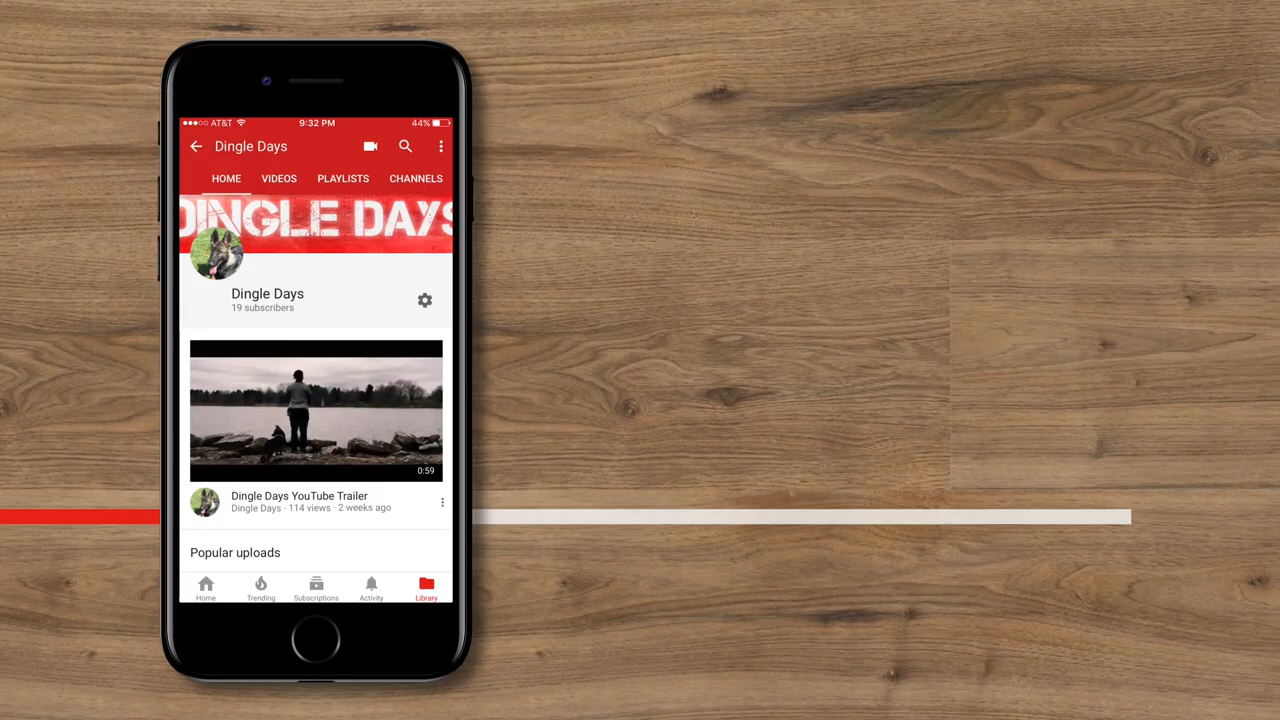 AT&T 9:32 PM 44%
Dingle Days
HOME VIDEOS PLAYLISTS CHANNELS
DINGLE DAYS
Dingle Days
19 subscribers
0:59
Dingle Days YouTube Trailer
Dingle Days · 114 views · 2 weeks ago
Popular uploads
Home Trending Subscriptions Activity Library